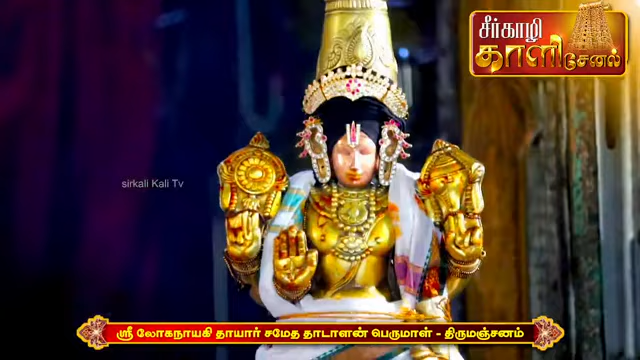 சீர்காழி
காளி சேனல்
sirkali Kali Tv
ஸ்ரீ லோகநாயகி தாயார் சமேத தாடாளன் பெருமாள் - திருமஞ்சனம்